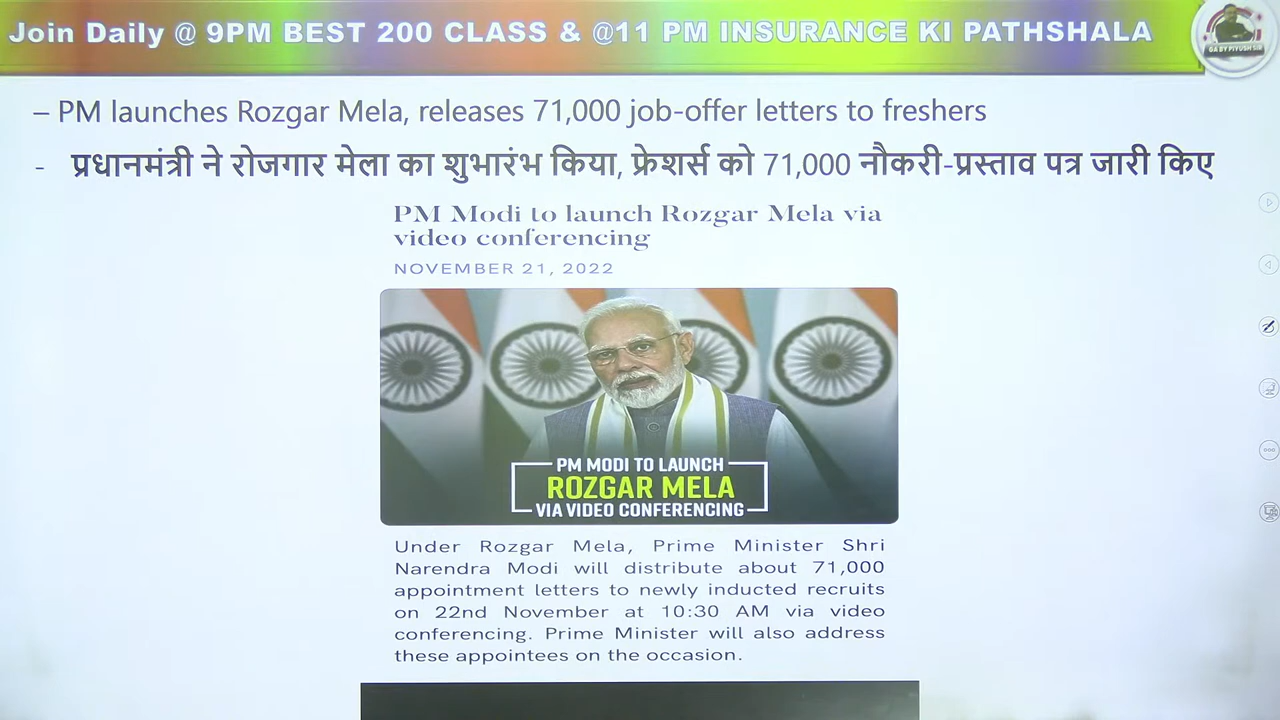 Join Daily @ 9PM BEST 200 CLASS & @11 PM INSURANCE KI PATHSHALA
GA BY PIYUSH SIR
– PM launches Rozgar Mela, releases 71,000 job-offer letters to freshers
- प्रधानमंत्री ने रोजगार मेला का शुभारंभ किया, फ्रेशर्स को 71,000 नौकरी-प्रस्ताव पत्र जारी किए
PM Modi to launch Rozgar Mela via
video conferencing
NOVEMBER 21, 2022
PM MODI TO LAUNCH
ROZGAR MELA
VIA VIDEO CONFERENCING
Under Rozgar Mela, Prime Minister Shri
Narendra Modi will distribute about 71,000
appointment letters to newly inducted recruits
on 22nd November at 10:30 AM via video
conferencing. Prime Minister will also address
these appointees on the occasion.